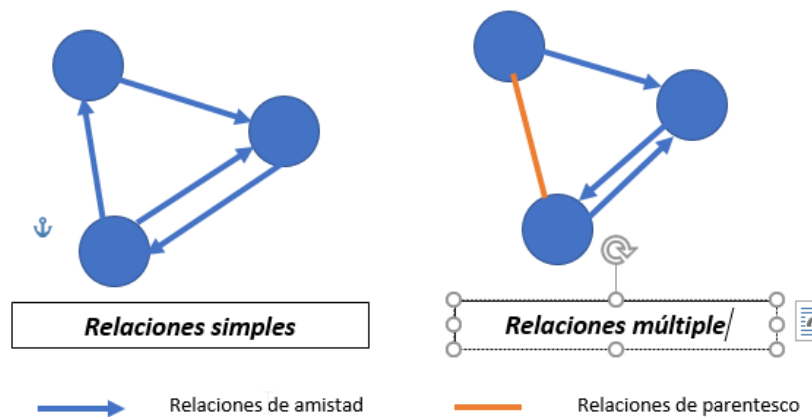 Relaciones simples
Relaciones múltiple
Relaciones de amistad
Relaciones de parentesco